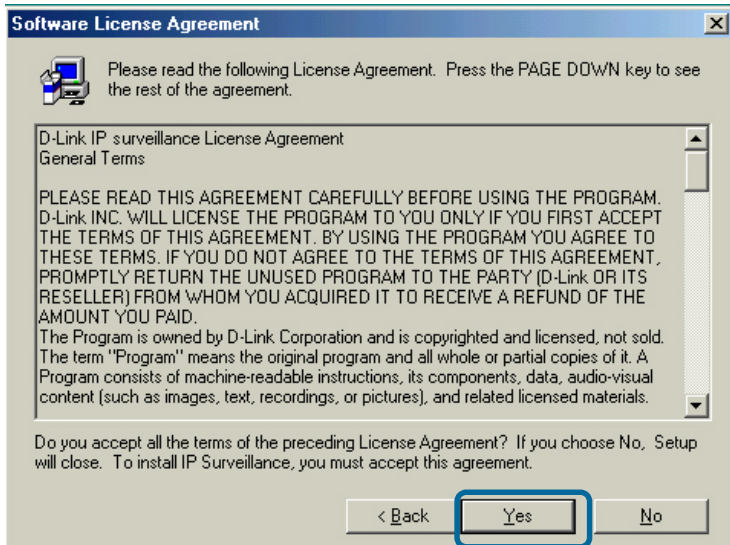 Software License Agreement
Please read the following License Agreement. Press the PAGE DOWN key to see
the rest of the agreement.
D-Link IP surveillance License Agreement
General Terms
PLEASE READ THIS AGREEMENT CAREFULLY BEFORE USING THE PROGRAM.
D-Link INC. WILL LICENSE THE PROGRAM TO YOU ONLY IF YOU FIRST ACCEPT
THE TERMS OF THIS AGREEMENT. BY USING THE PROGRAM YOU AGREE TO
THESE TERMS. IF YOU DO NOT AGREE TO THE TERMS OF THIS AGREEMENT,
PROMPTLY RETURN THE UNUSED PROGRAM TO THE PARTY (D-Link OR ITS
RESELLER) FROM WHOM YOU ACQUIRED IT TO RECEIVE A REFUND OF THE
AMOUNT YOU PAID.
The Program is owned by D-Link Corporation and is copyrighted and licensed, not sold.
The term "Program" means the original program and all whole or partial copies of it. A
Program consists of machine-readable instructions, its components, data, audio-visual
content (such as images, text, recordings, or pictures), and related licensed materials.
Do you accept all the terms of the preceding License Agreement? If you choose No, Setup
will close. To install IP Surveillance, you must accept this agreement.
< Back Yes No